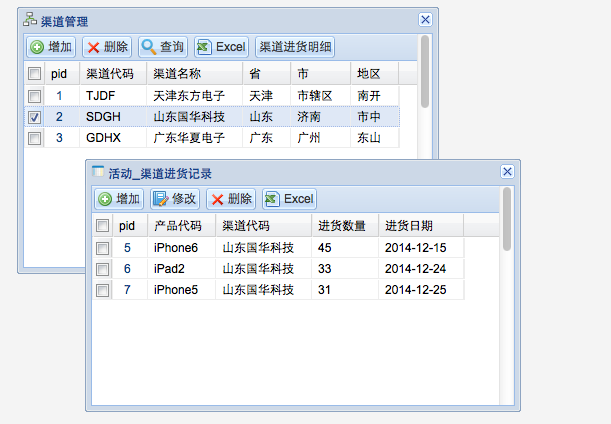 渠道管理
增加 删除 查询 Excel 渠道进货明细
pid 渠道代码 渠道名称 省 市 地区
1 TJDF 天津东方电子 天津 市辖区 南开
2 SDGH 山东国华科技 山东 济南 市中
3 GDHX 广东华夏电子 广东 广州 东山
活动_渠道进货记录
增加 修改 删除 Excel
pid 产品代码 渠道代码 进货数量 进货日期
5 iPhone6 山东国华科技 45 2014-12-15
6 iPad2 山东国华科技 33 2014-12-24
7 iPhone5 山东国华科技 31 2014-12-25